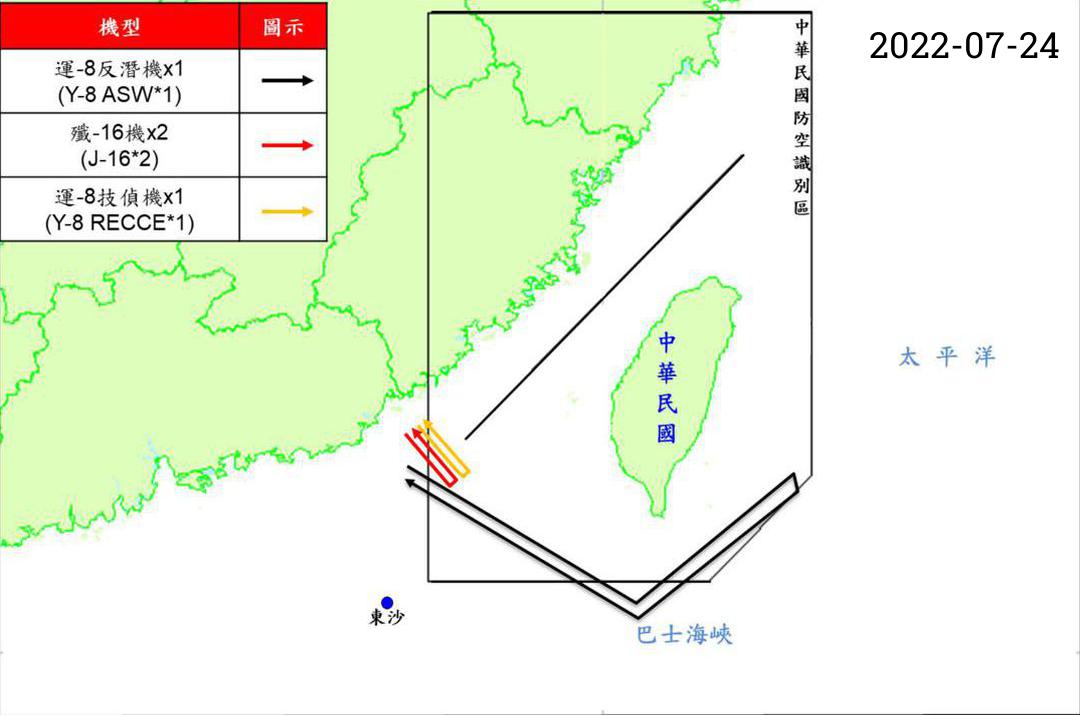 機型 圖示
運-8反潛機x1
(Y-8 ASW*1)
殲-16機x2
(J-16*2)
運-8技偵機x1
(Y-8 RECCE*1)
中華民國防空識別區
2022-07-24
中華民國
太平洋
東沙
巴士海峽